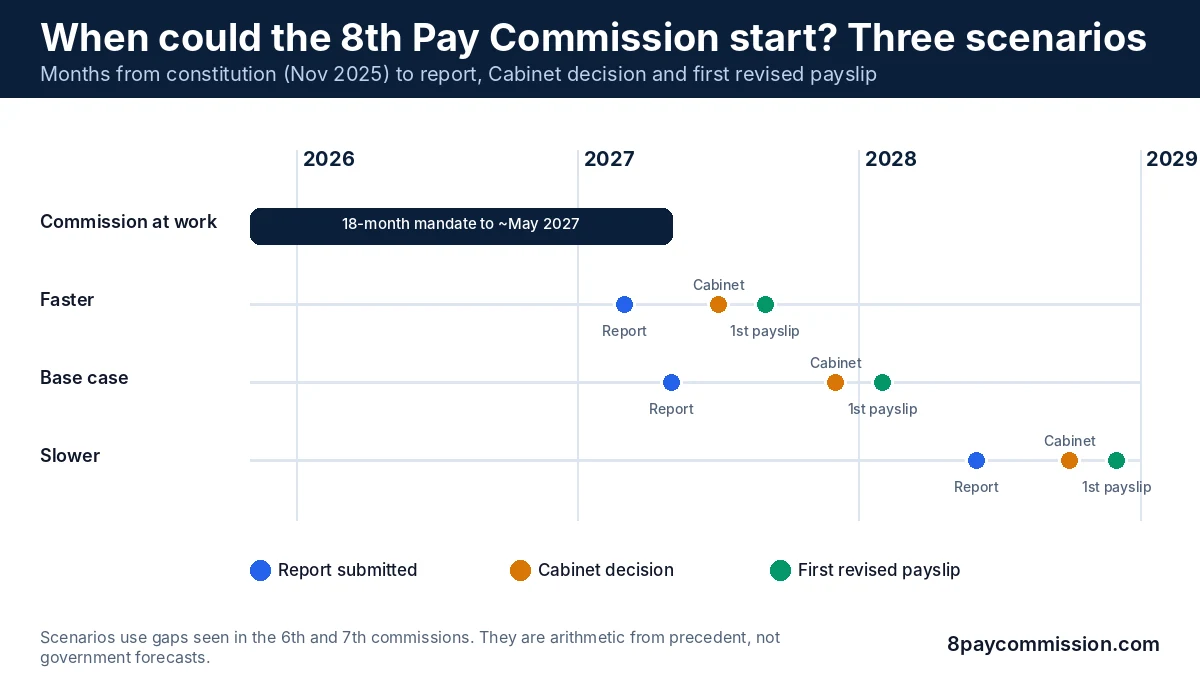 When could the 8th Pay Commission start? Three scenarios
Months from constitution (Nov 2025) to report, Cabinet decision and first revised payslip
2026
2027
2028
2029
Commission at work
18-month mandate to ~May 2027
Faster
Cabinet
Report
1st payslip
Base case
Cabinet
Report
1st payslip
Slower
Cabinet
Report
1st payslip
Report submitted
Cabinet decision
First revised payslip
Scenarios use gaps seen in the 6th and 7th commissions. They are arithmetic from precedent, not
government forecasts.
8paycommission.com